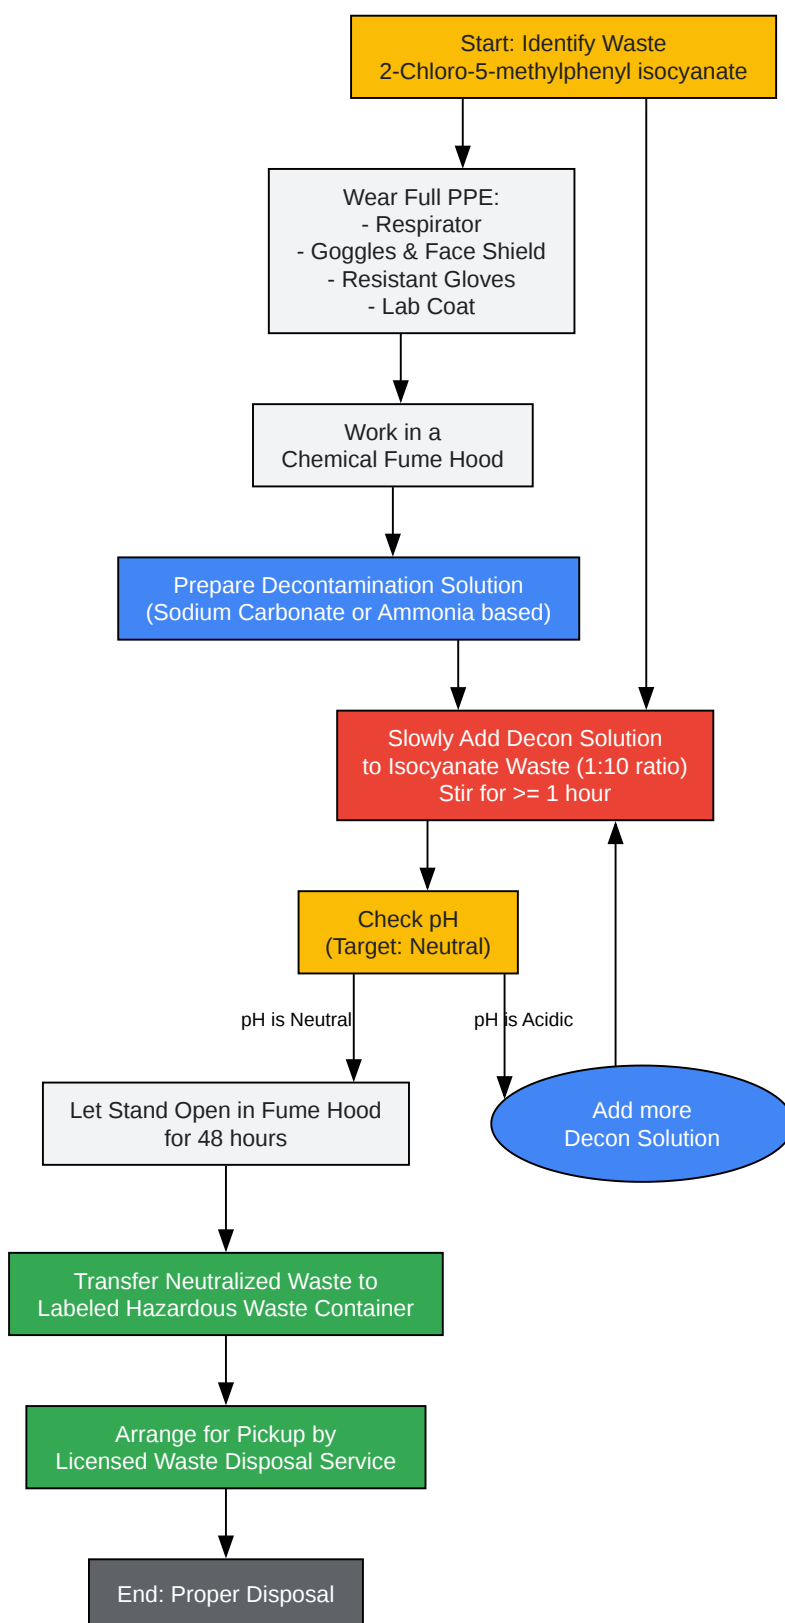 Start: Identify Waste
2-Chloro-5-methylphenyl isocyanate
Wear Full PPE:
- Respirator
- Goggles & Face Shield
- Resistant Gloves
- Lab Coat
Work in a
Chemical Fume Hood
Prepare Decontamination Solution
(Sodium Carbonate or Ammonia based)
Slowly Add Decon Solution
to Isocyanate Waste (1:10 ratio)
Stir for >= 1 hour
Check pH
(Target: Neutral)
pH is Neutral
pH is Acidic
Let Stand Open in Fume Hood
for 48 hours
Add more
Decon Solution
Transfer Neutralized Waste to
Labeled Hazardous Waste Container
Arrange for Pickup by
Licensed Waste Disposal Service
End: Proper Disposal